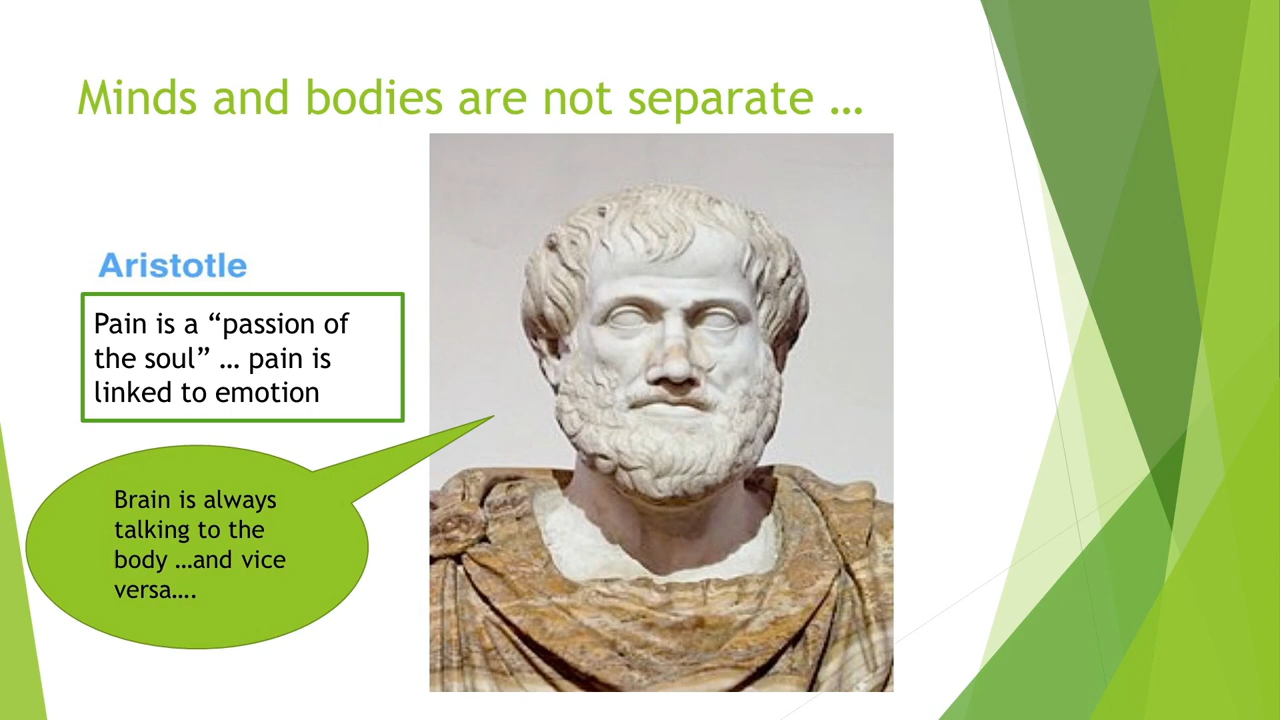 Minds and bodies are not separate …
Aristotle
Pain is a “passion of
the soul” … pain is
linked to emotion
Brain is always
talking to the
body …and vice
versa….